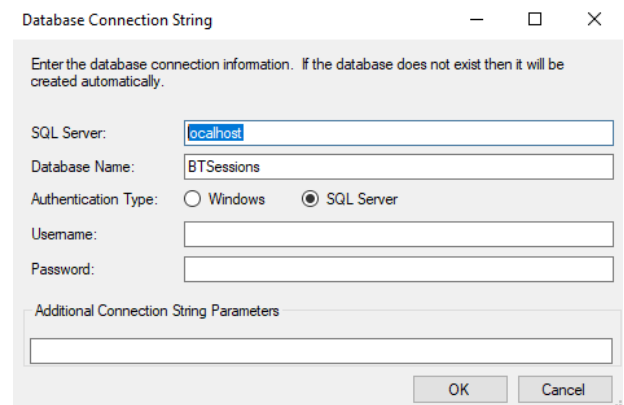 Database Connection String
Enter the database connection information. If the database does not exist then it will be
created automatically.
SQL Server: localhost
Database Name: BTSessions
Authentication Type: Windows SQL Server
Username:
Password:
Additional Connection String Parameters
OK Cancel